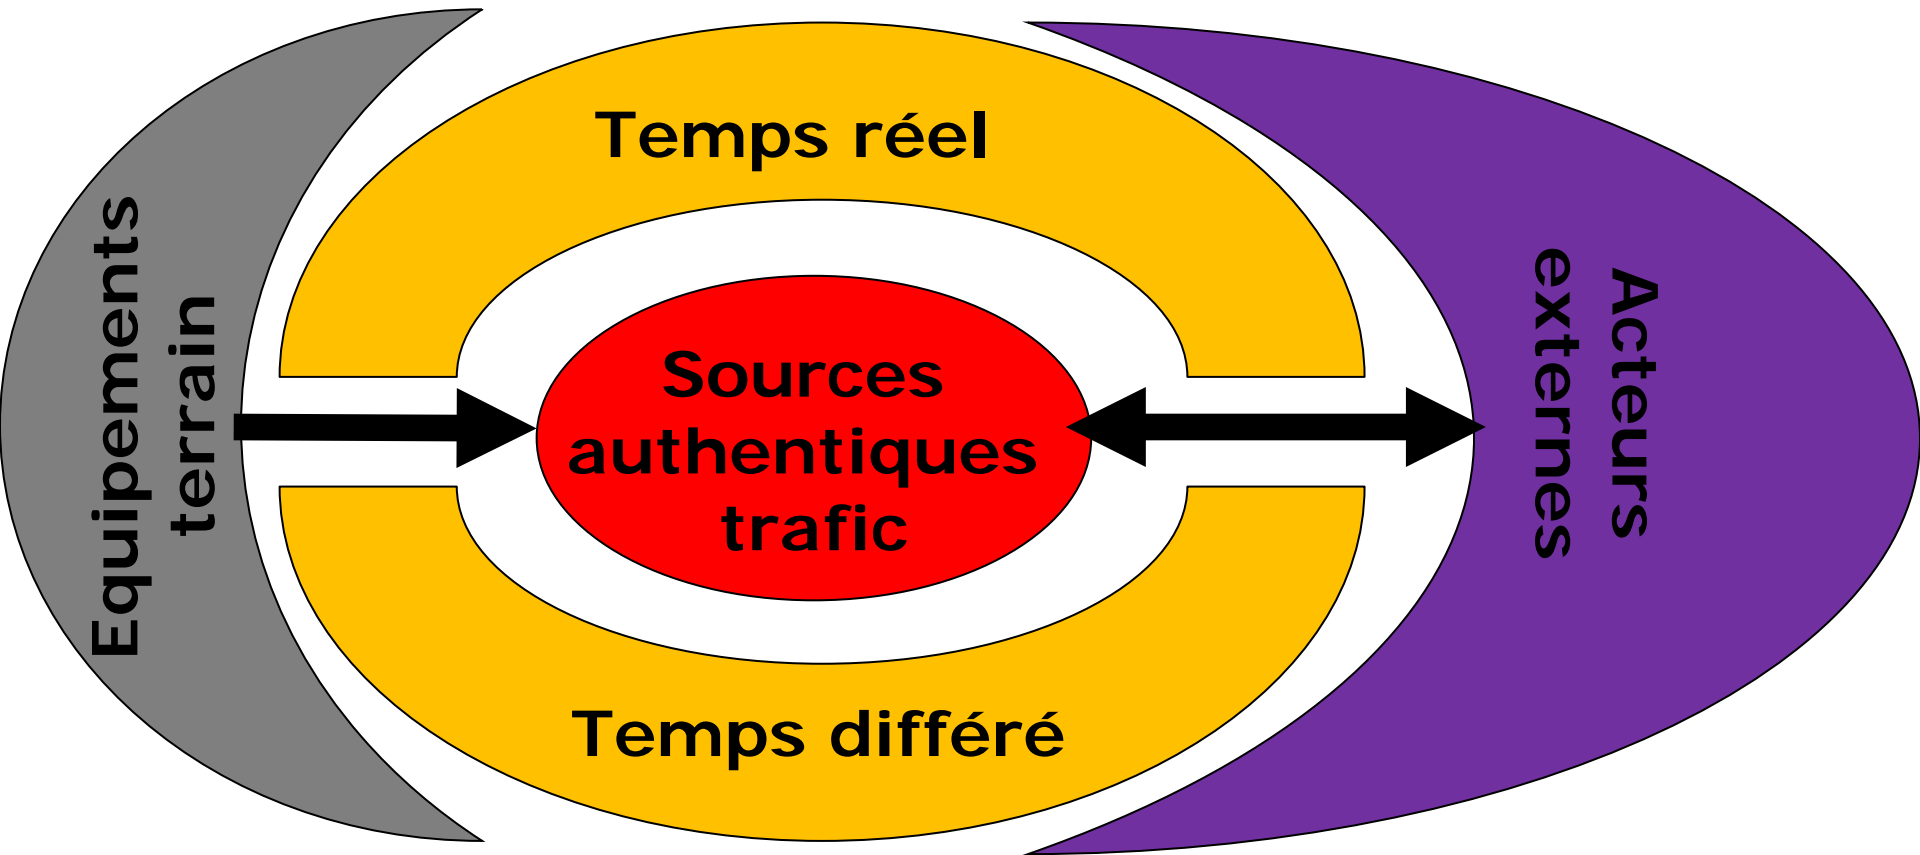 Temps réel
Equipements
terrain
Sources
authentiques
trafic
Acteurs
externes
Temps différé